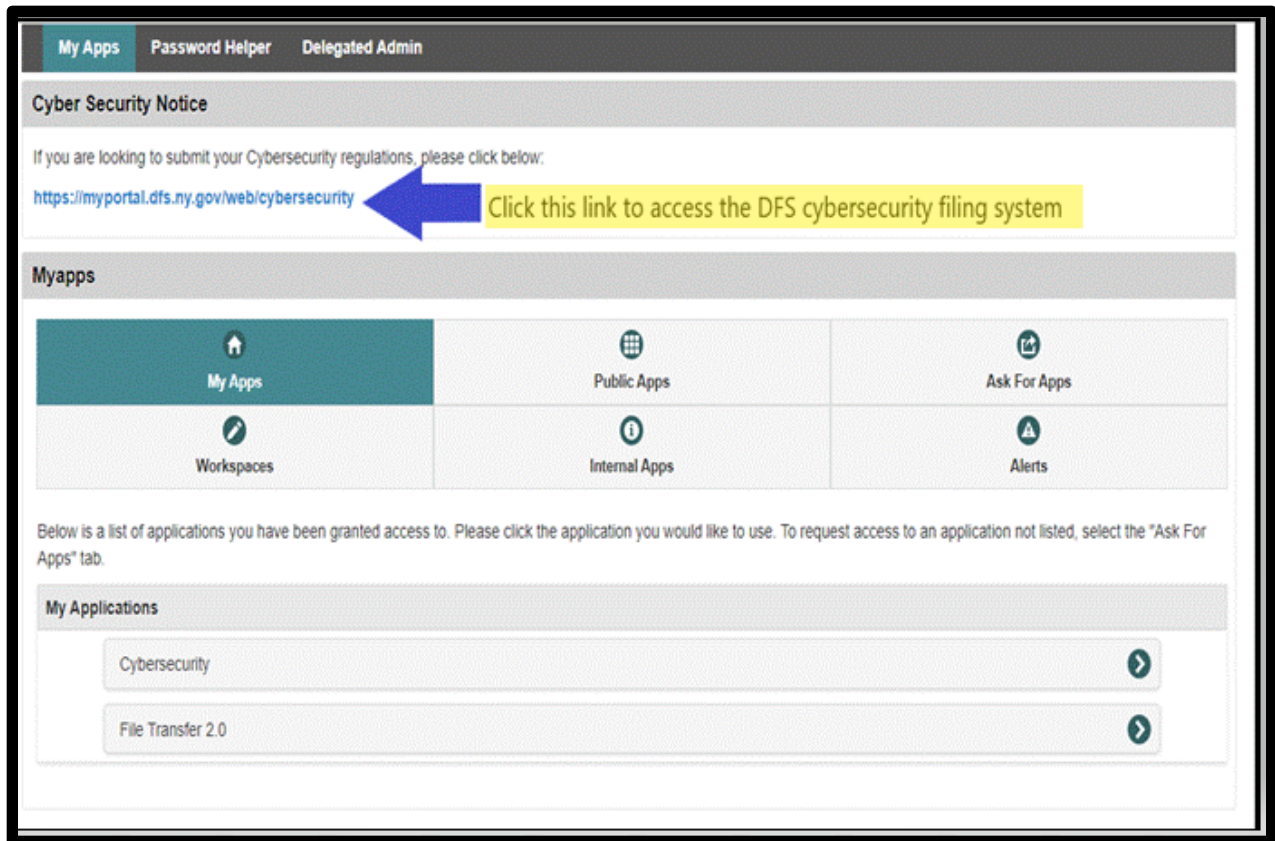 My Apps Password Helper Delegated Admin
Cyber Security Notice
If you are looking to submit your Cybersecurity regulations, please click below:
https://myportal.dfs.ny.gov/web/cybersecurity
Click this link to access the DFS cybersecurity filing system
Myapps
My Apps Public Apps Ask For Apps
Workspaces Internal Apps Alerts
Below is a list of applications you have been granted access to. Please click the application you would like to use. To request access to an application not listed, select the "Ask For
Apps" tab.
My Applications
Cybersecurity
File Transfer 2.0